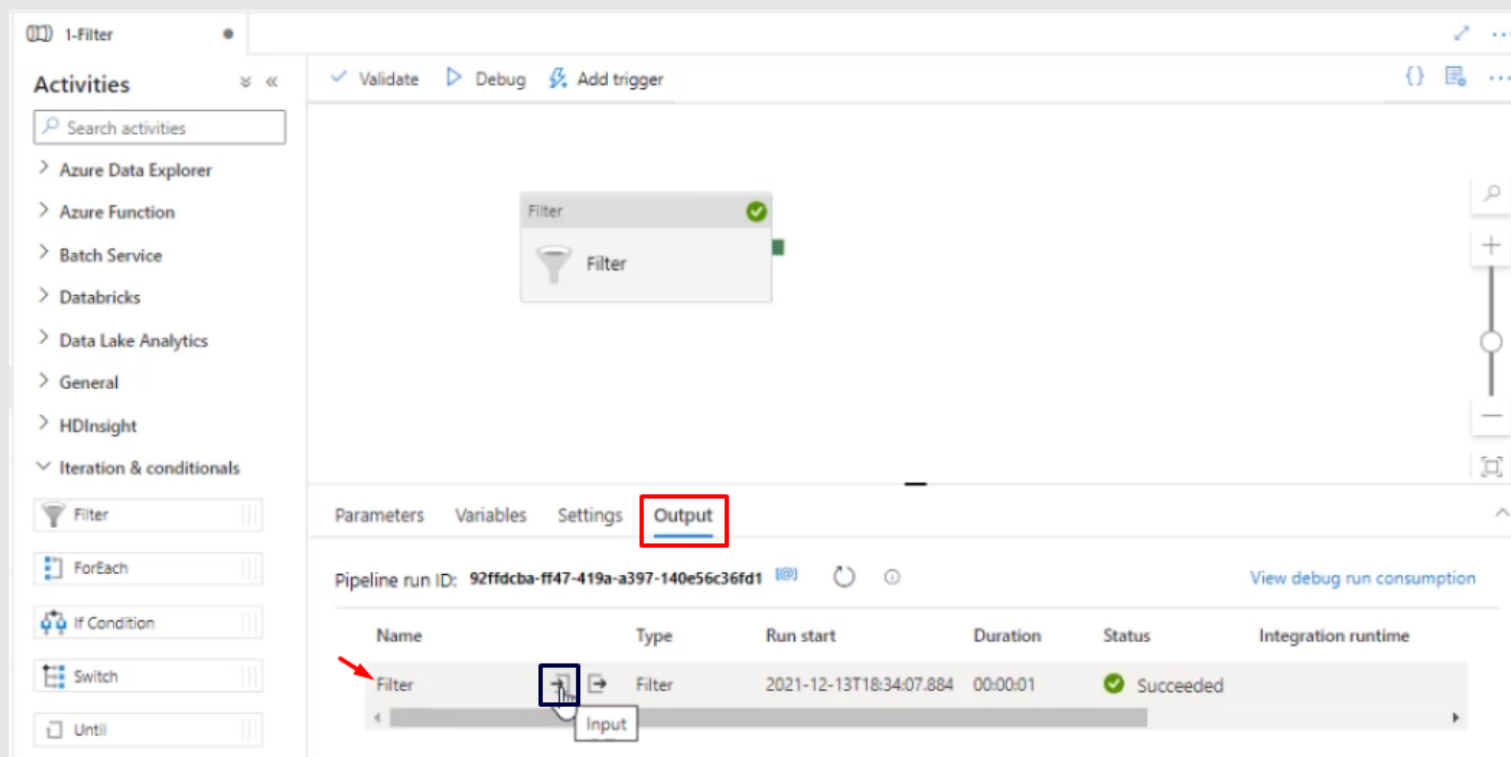 1-Filter
Activities
Search activities
Azure Data Explorer
Azure Function
Batch Service
Databricks
Data Lake Analytics
General
HDInsight
Iteration & conditionals
Filter
ForEach
If Condition
Switch
Until
Validate Debug Add trigger
Filter
Filter
Parameters Variables Settings Output
Pipeline run ID: 92ffdcba-ff47-419a-a397-140e56c36fd1 View debug run consumption
Name Type Run start Duration Status Integration runtime
Filter Filter 2021-12-13T18:34:07.884 00:00:01 Succeeded
Input